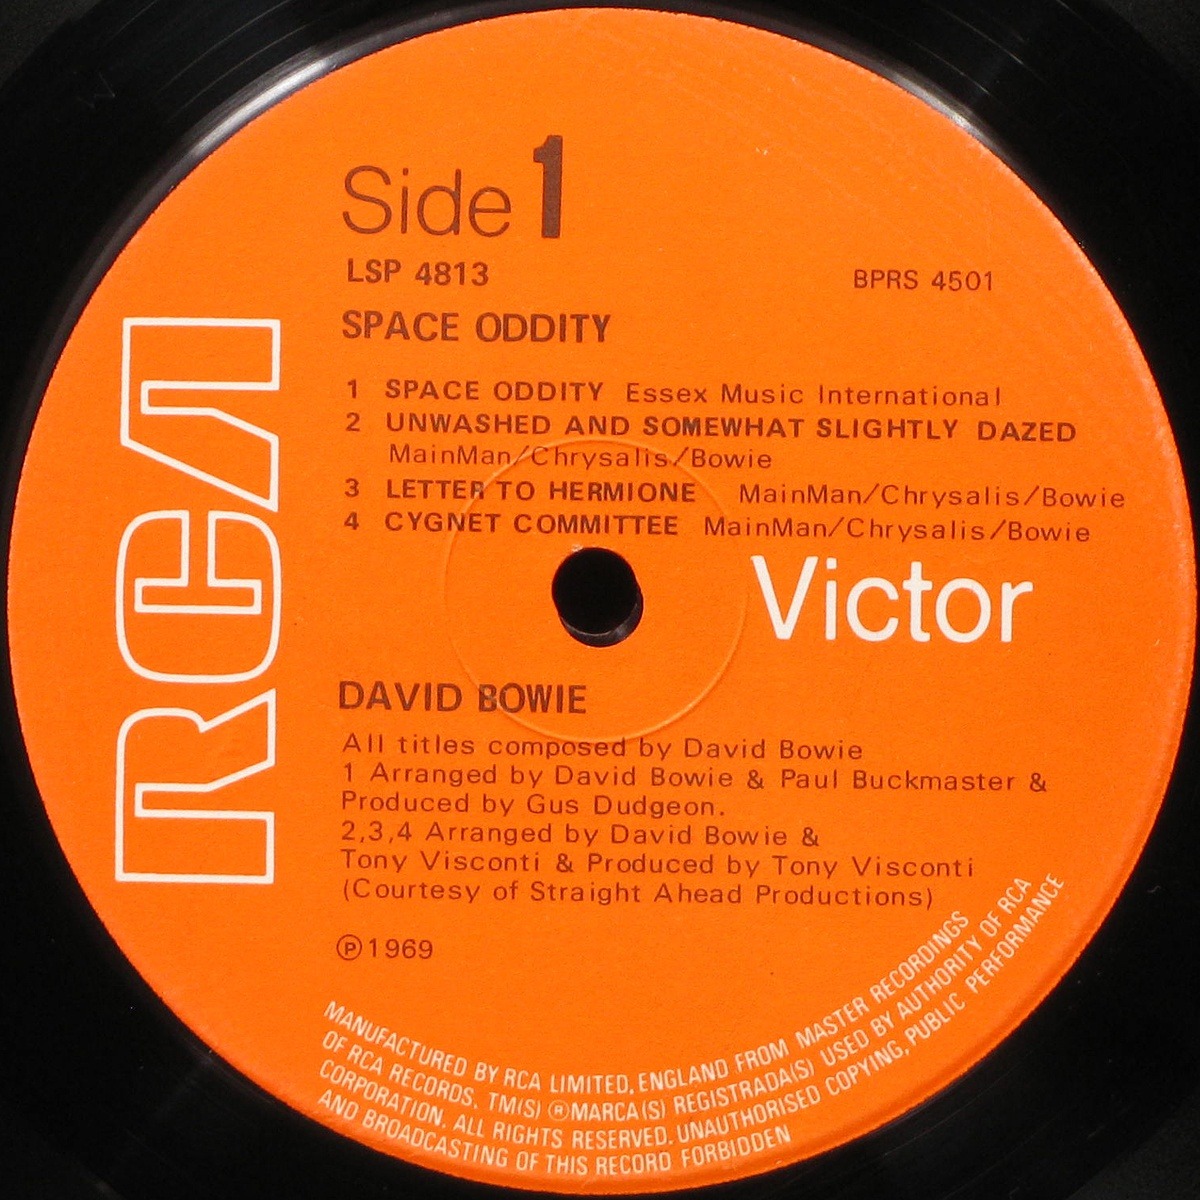 Side 1
LSP 4813
BPRS 4501
SPACE ODDITY
1 SPACE ODDITY Essex Music International
2 UNWASHED AND SOMEWHAT SLIGHTLY DAZED
MainMan/Chrysalis/Bowie
3 LETTER TO HERMIONE MainMan/Chrysalis/Bowie
4 CYGNET COMMITTEE MainMan/Chrysalis/Bowie
RCA
Victor
DAVID BOWIE
All titles composed by David Bowie
1 Arranged by David Bowie & Paul Buckmaster &
Produced by Gus Dudgeon.
2,3,4 Arranged by David Bowie &
Tony Visconti & Produced by Tony Visconti
(Courtesy of Straight Ahead Productions)
℗1969
MANUFACTURED BY RCA LIMITED, ENGLAND FROM MASTER RECORDINGS
OF RCA RECORDS. TM(S) ®MARCA(S) REGISTRADA(S) USED BY AUTHORITY OF RCA
CORPORATION. ALL RIGHTS RESERVED. UNAUTHORISED COPYING, PUBLIC PERFORMANCE
AND BROADCASTING OF THIS RECORD FORBIDDEN